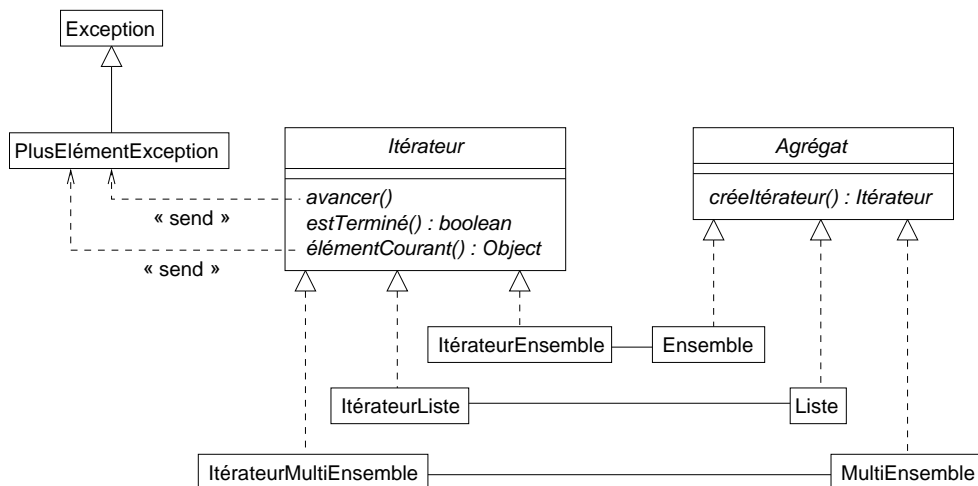 Exception
PlusElémentException
Itérateur
Agrégat
avancer()
estTerminé() : boolean
élémentCourant() : Object
créeItérateur() : Itérateur
« send »
« send »
ItérateurEnsemble
Ensemble
ItérateurListe
Liste
ItérateurMultiEnsemble
MultiEnsemble